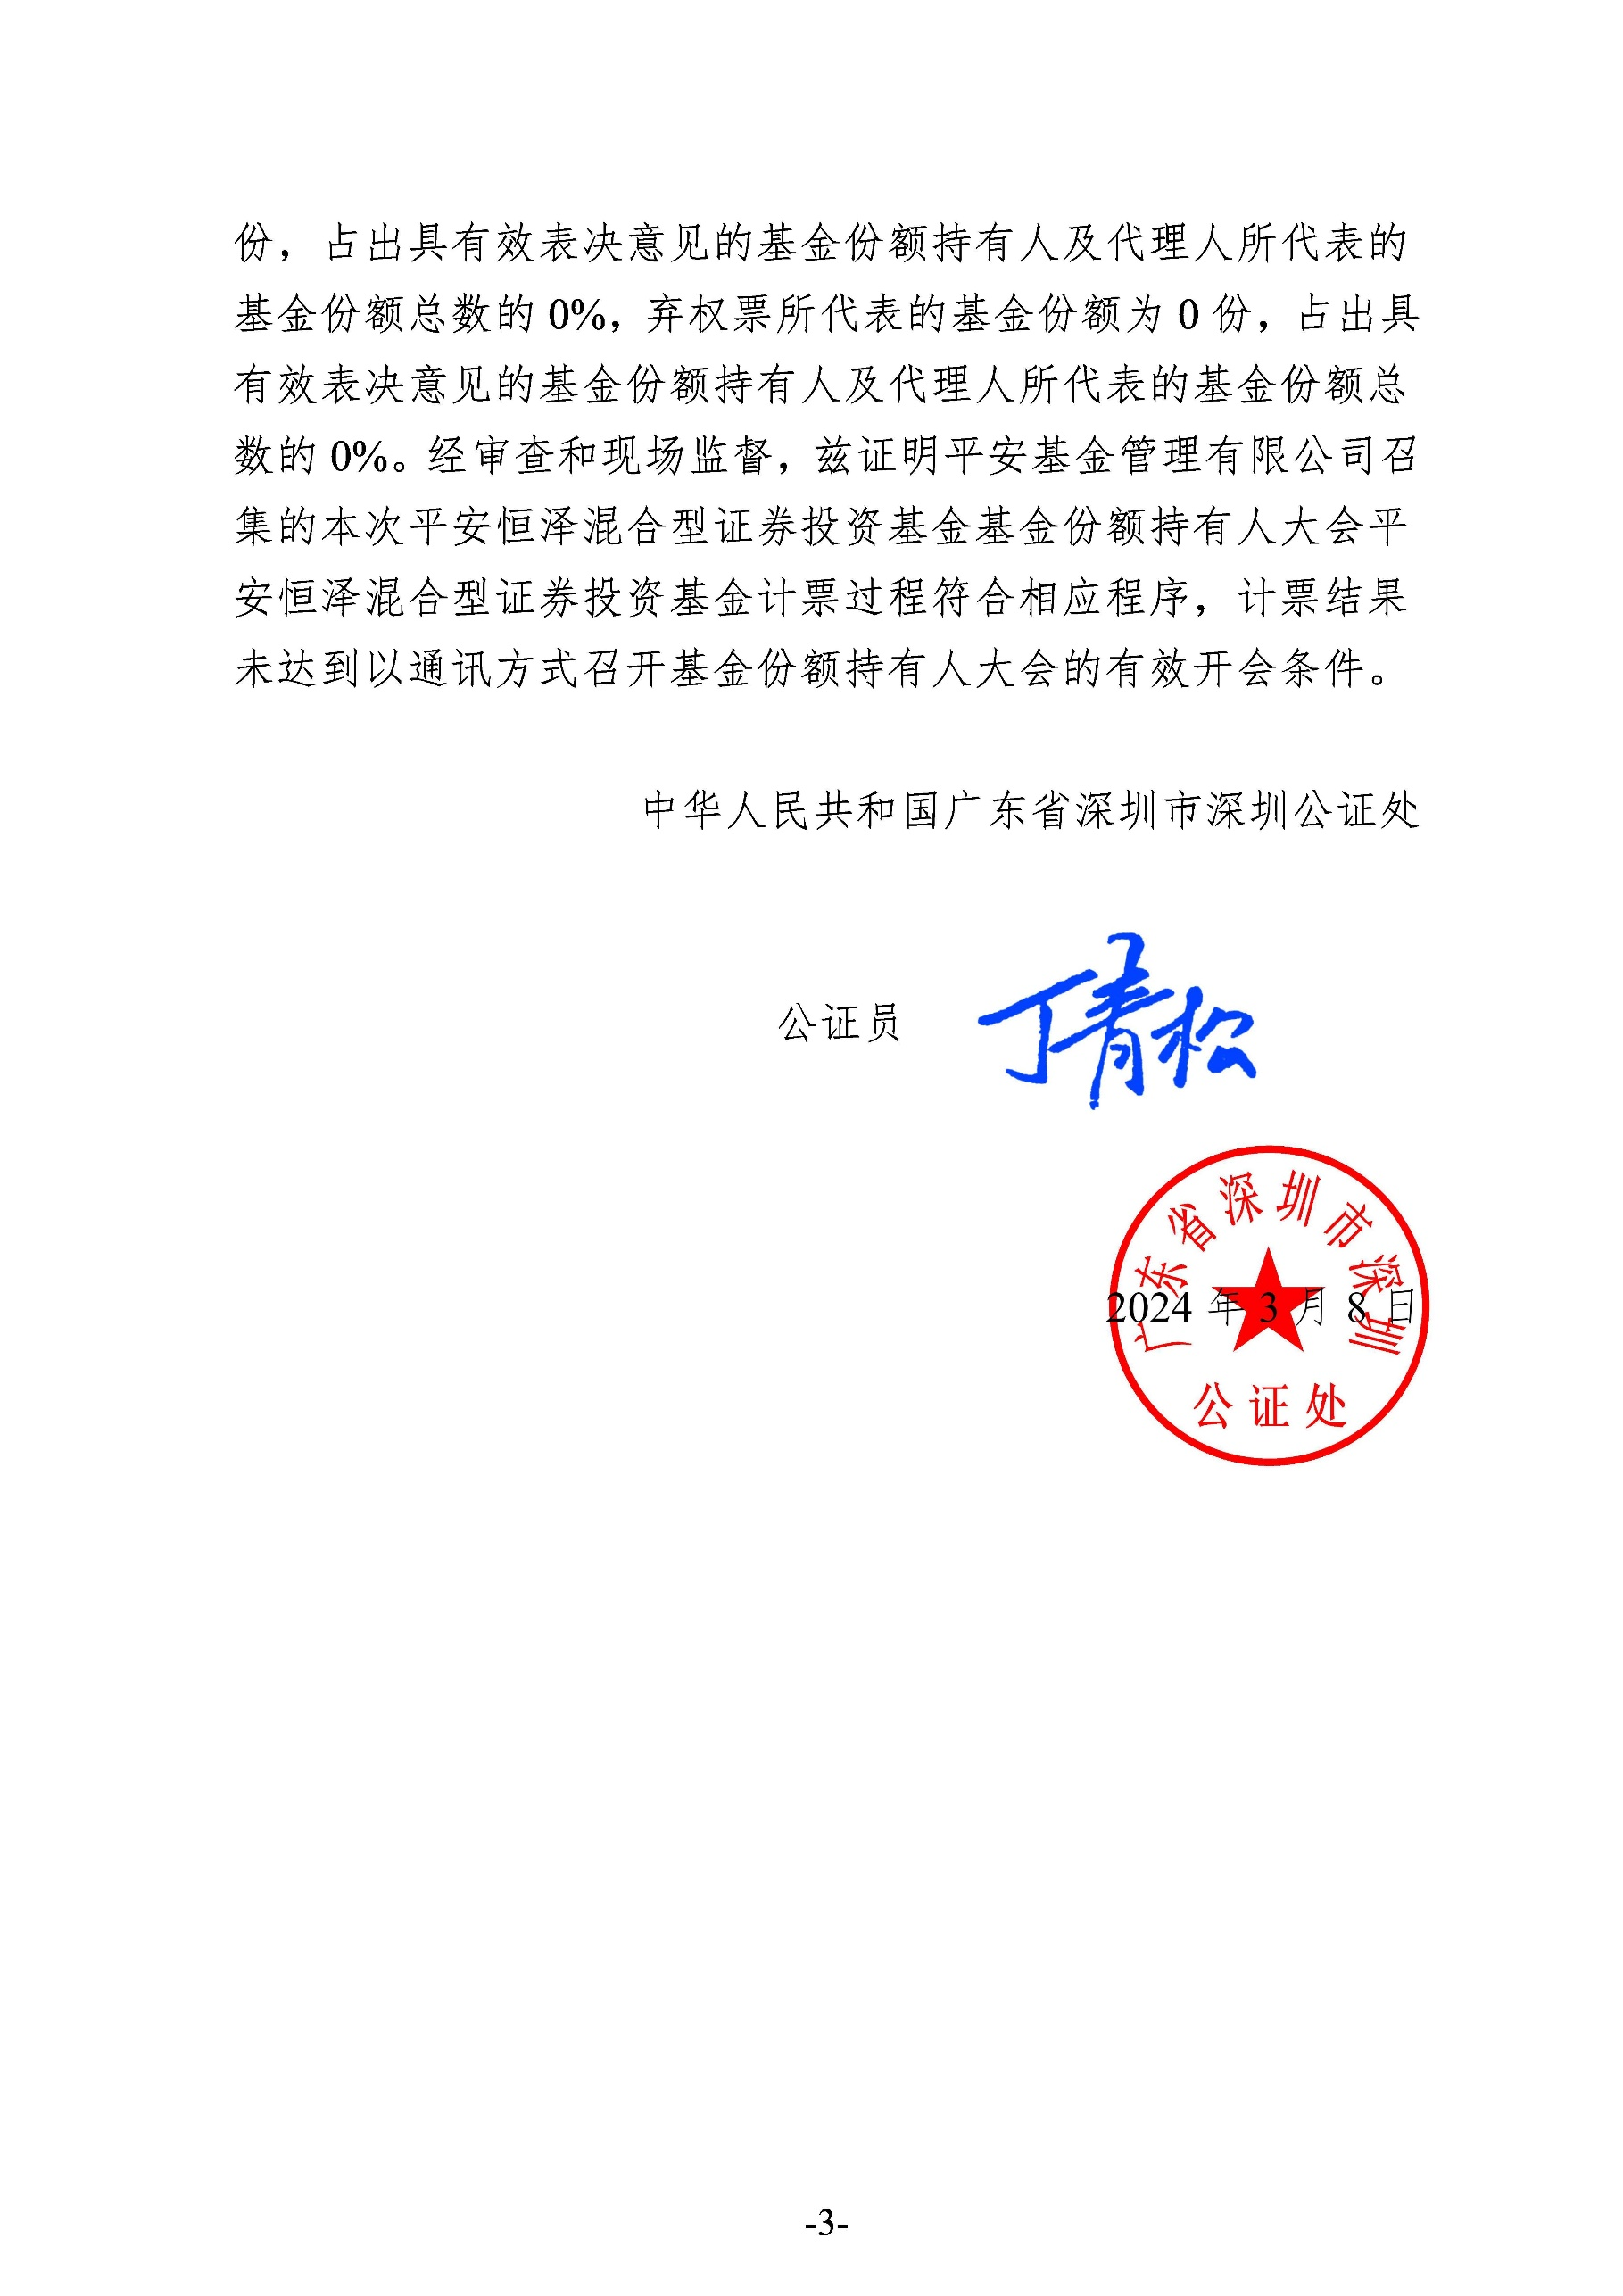 份，占出具有效表决意见的基金份额持有人及代理人所代表的
基金份额总数的 0%，弃权票所代表的基金份额为 0 份，占出具
有效表决意见的基金份额持有人及代理人所代表的基金份额总
数的 0%。经审查和现场监督，兹证明平安基金管理有限公司召
集的本次平安恒泽混合型证券投资基金基金份额持有人大会平
安恒泽混合型证券投资基金计票过程符合相应程序，计票结果
未达到以通讯方式召开基金份额持有人大会的有效开会条件。
中华人民共和国广东省深圳市深圳公证处
公证员 丁青松
广东省深圳市深圳
2024 年 3 月 8 日
公证处
-3-